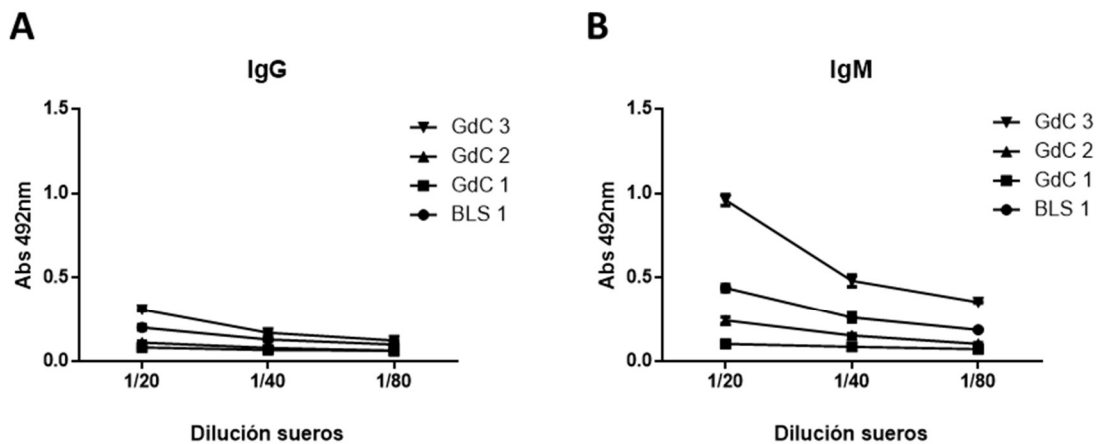 A
IgG
1.5
1.0
0.5
0.0
Abs 492nm
GdC 3
GdC 2
GdC 1
BLS 1
1/20 1/40 1/80
Dilución sueros
B
IgM
1.5
1.0
0.5
0.0
Abs 492nm
GdC 3
GdC 2
GdC 1
BLS 1
1/20 1/40 1/80
Dilución sueros